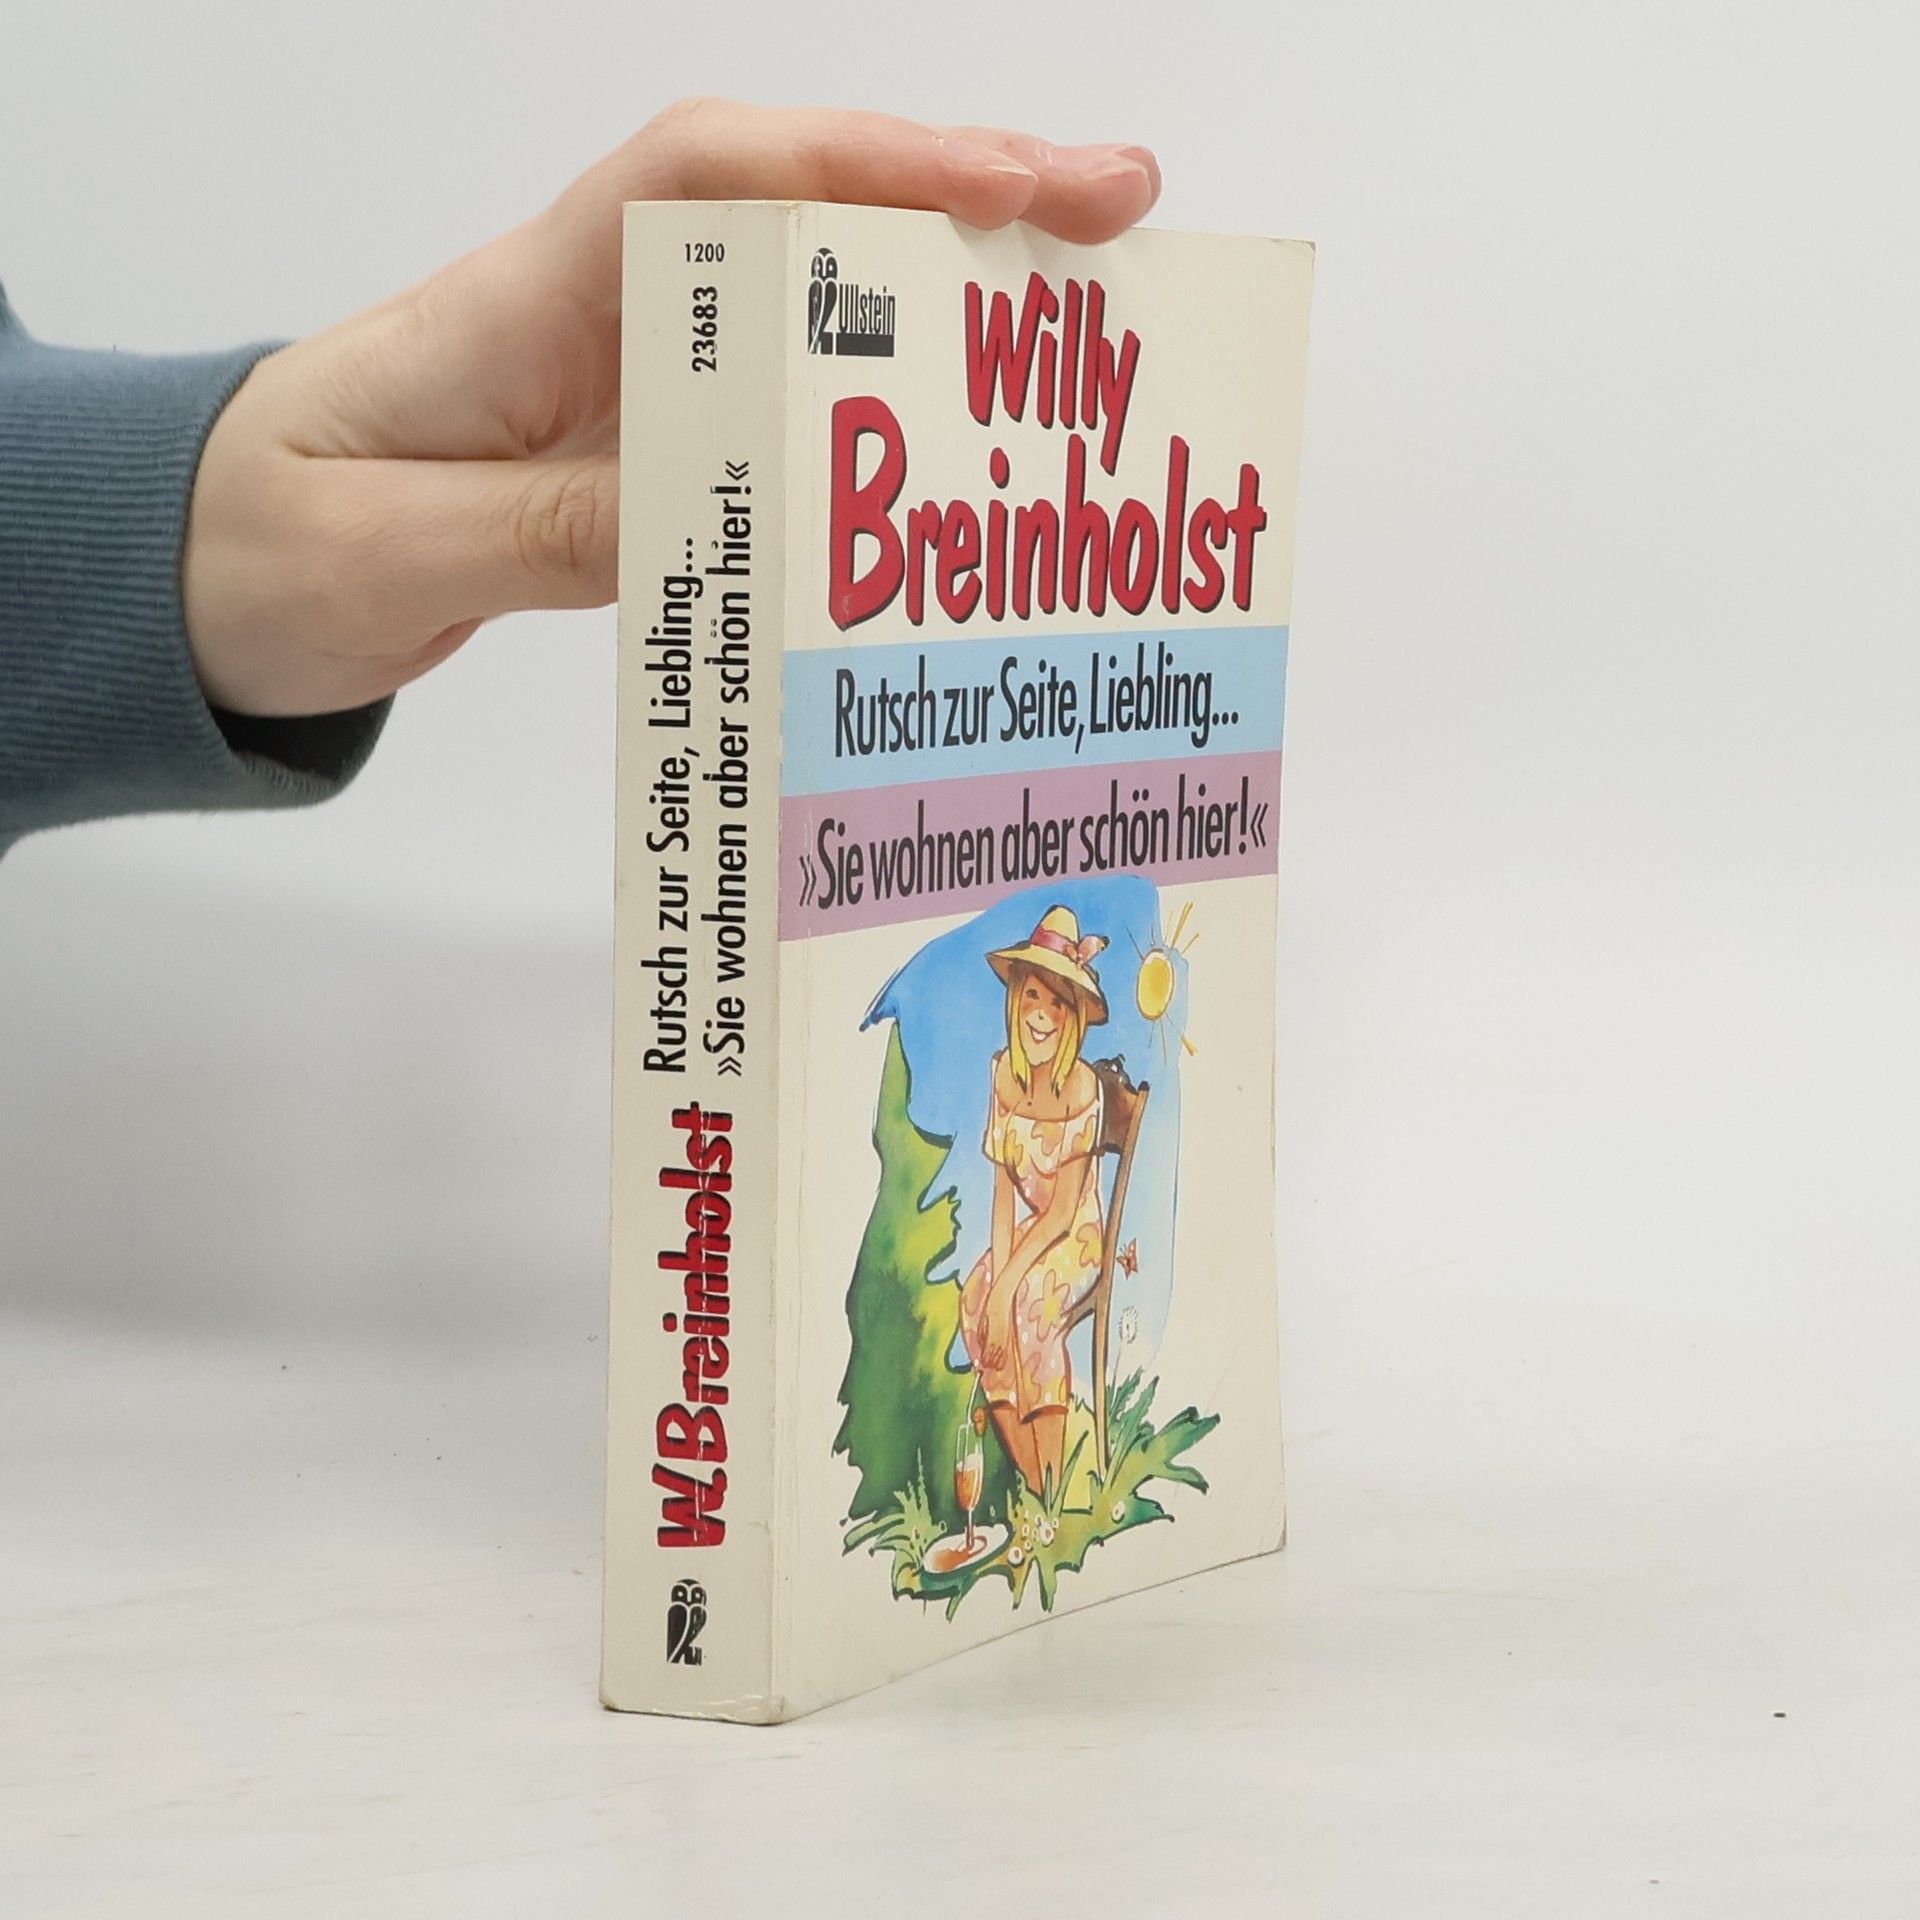 1200
23683
Rutsch zur Seite, Liebling...
»Sie wohnen aber schön hier!«
W.Breinholst
Ullstein
Willy
Breinholst
Rutsch zur Seite, Liebling...
»Sie wohnen aber schön hier!«